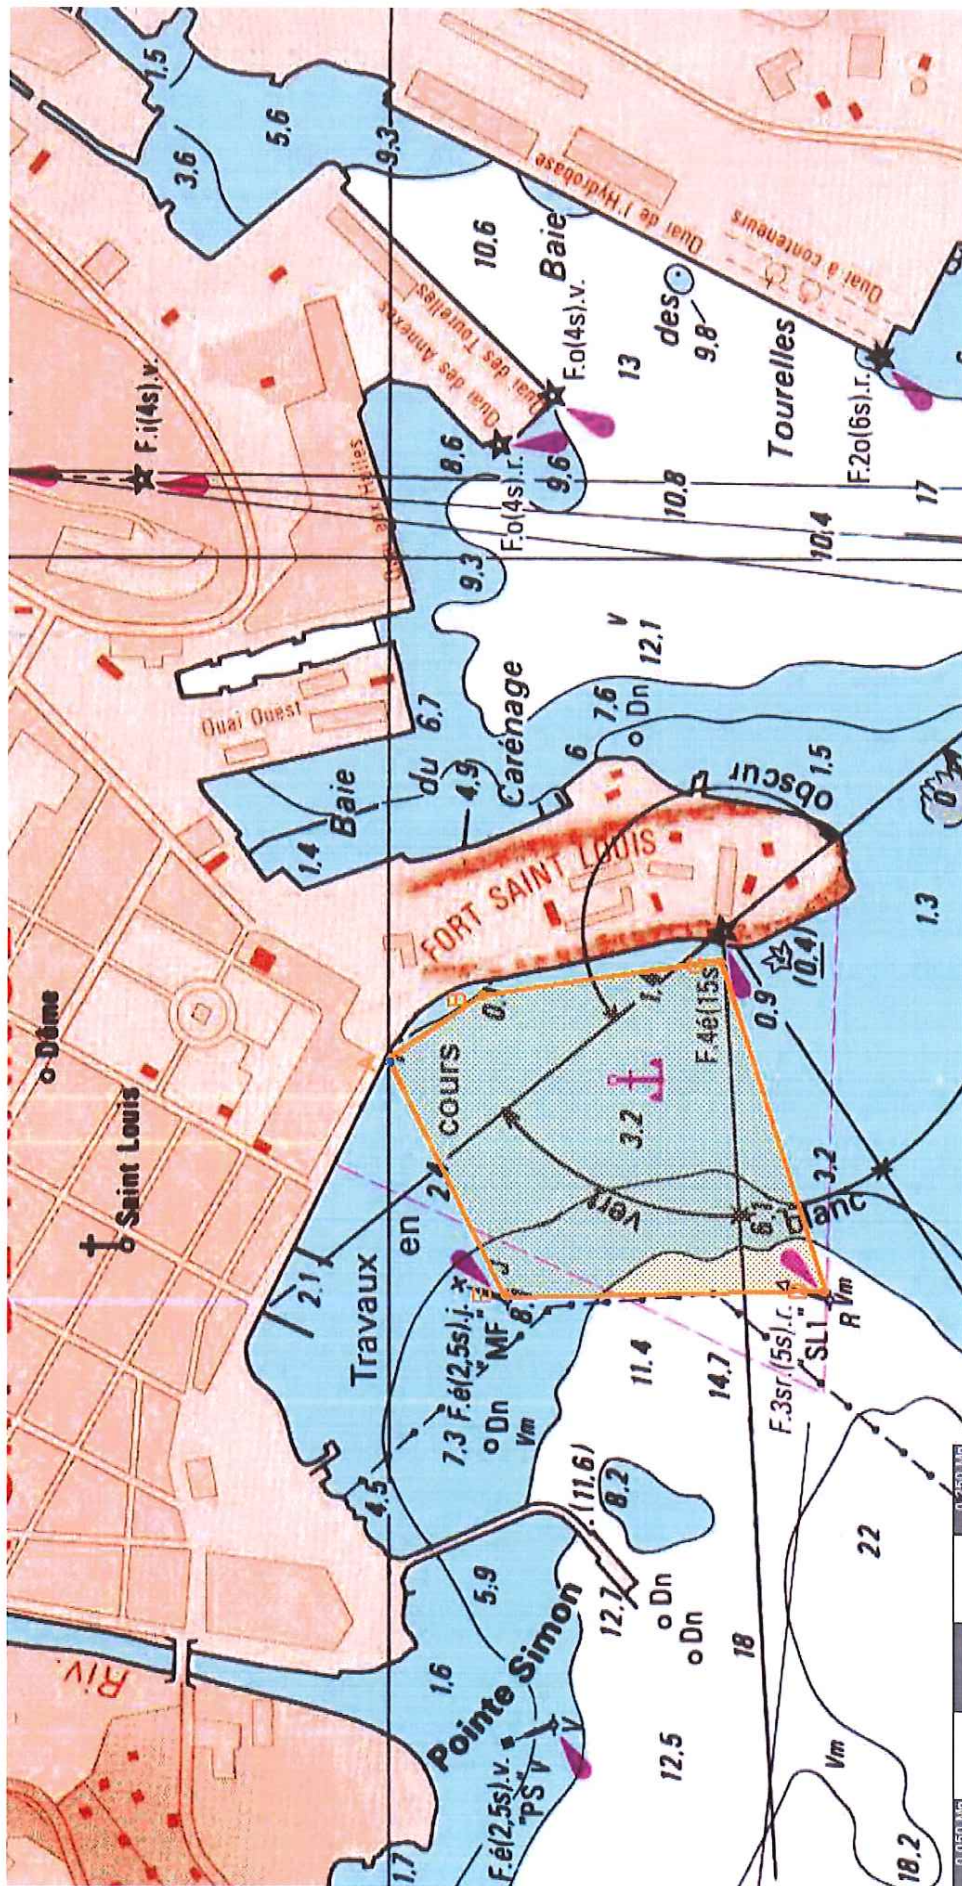 Riv.
1.7
1.6
5.9
Pointe Simon
F.é(2,5s).v.
"PS"
V
V
12.5
12.7
Dn
Dn
18
18.2
Vm
22
(11.6)
8.2
4.5
7.3
F.é(2,5s).j.
"MF"
Dn
Vm
11.4
14.7
F.3sr.(5s).r.
"SL1"
R
Vm
Saint Louis
Dôme
2.1
Travaux
en
cours
2.4
8.
vert
3.2
3.2
F.4é(15s
0.9
(0.4)
1.3
FORT SAINT LOUIS
obscur
1.5
1.4
Baie
du
Carénage
4.9
6
6.7
Quai Ouest
7.6
Dn
12.1
V
9.3
F.i(4s).v.
8.6
F.o(4s).r.
9.6
Quai des Annexes
Quai des Tourelles
F.o(4s).v.
10.8
10.4
17
13
10.6
Baie
des
Tourelles
9.8
F.2o(6s).r.
Quai à conteneurs
Quai de l'Hydrobase
9.3
5.6
3.6
1.5